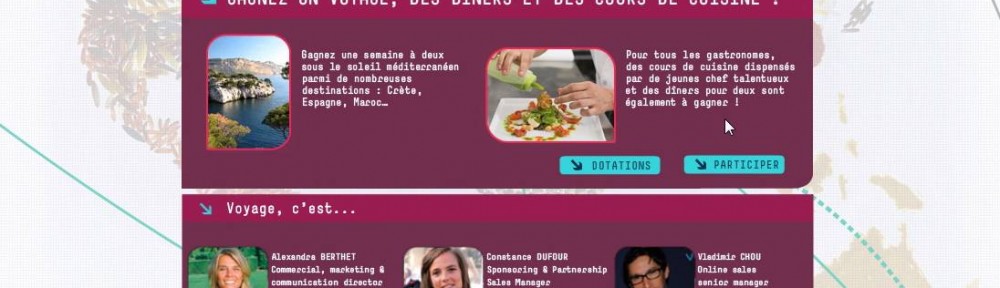 GAGNEZ UN VOYAGE, DES DÎNERS ET DES COURS DE CUISINE !
Gagnez une semaine à deux
sous le soleil méditerranéen
parmi de nombreuses
destinations : Crète,
Espagne, Maroc…
Pour tous les gastronomes,
des cours de cuisine dispensés
par de jeunes chef talentueux
et des dîners pour deux sont
également à gagner !
DOTATIONS
PARTICIPER
Voyage, c'est...
Alexandra BERTHET
Commercial, marketing &
communication director
Constance DUFOUR
Sponsoring & Partnership
Sales Manager
Vladimir CHOU
Online sales
senior manager